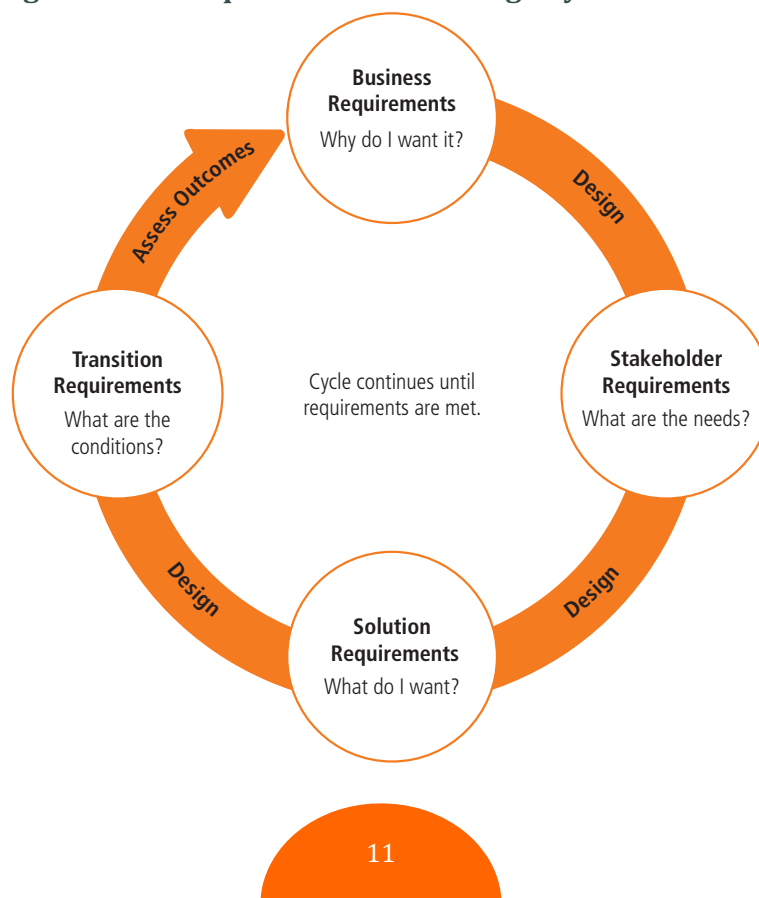 Business
Requirements
Why do I want it?
Assess Outcomes
Design
Transition
Requirements
What are the
conditions?
Cycle continues until
requirements are met.
Stakeholder
Requirements
What are the needs?
Design
Design
Solution
Requirements
What do I want?
11